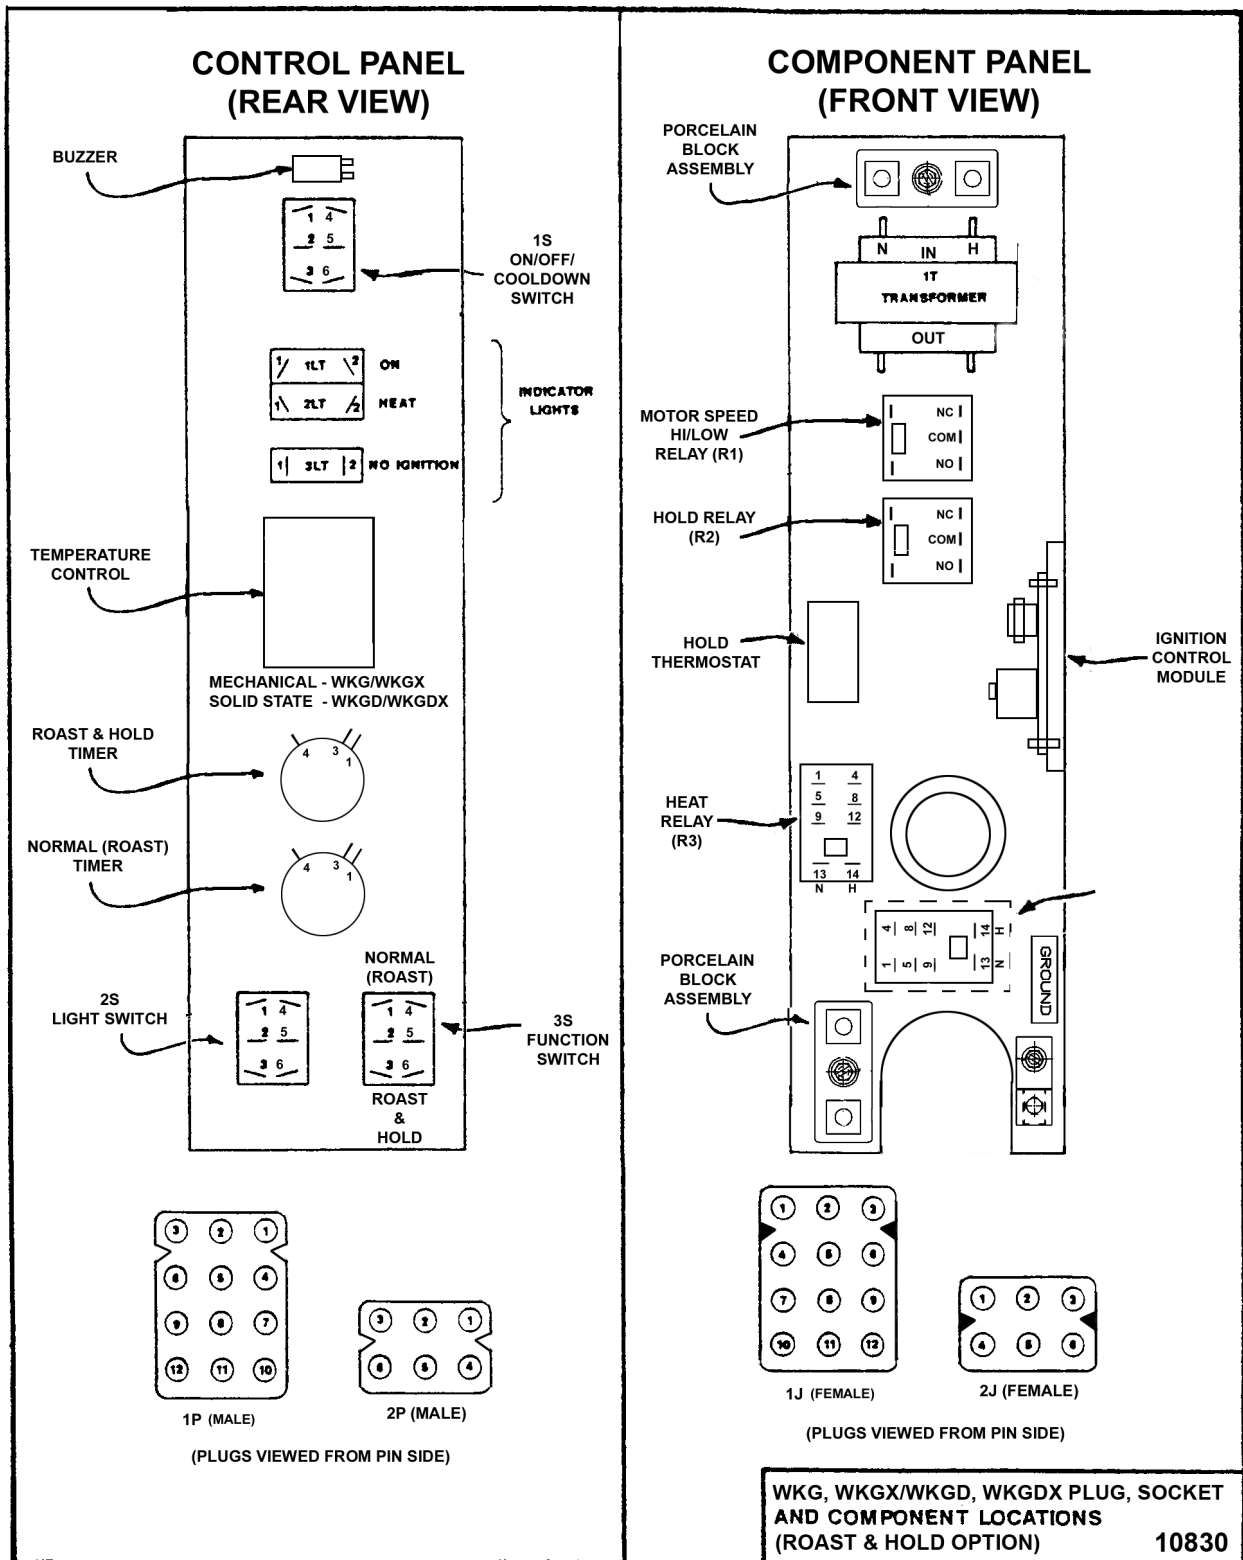 CONTROL PANEL
(REAR VIEW)
BUZZER
1 4
2 5
3 6
1S
ON/OFF/
COOLDOWN
SWITCH
1 1LT 2 ON
1 2LT 2 HEAT
1 3LT 2 NO IGNITION
INDICATOR
LIGHTS
TEMPERATURE
CONTROL
MECHANICAL - WKG/WKGX
SOLID STATE - WKGD/WKGDX
ROAST & HOLD
TIMER
4 3 1
NORMAL (ROAST)
TIMER
4 3 1
2S
LIGHT SWITCH
1 4
2 5
3 6
NORMAL
(ROAST)
1 4
2 5
3 6
ROAST
&
HOLD
3S
FUNCTION
SWITCH
3 2 1
6 5 4
9 8 7
12 11 10
1P (MALE)
3 2 1
6 5 4
2P (MALE)
(PLUGS VIEWED FROM PIN SIDE)
COMPONENT PANEL
(FRONT VIEW)
PORCELAIN
BLOCK
ASSEMBLY
N IN H
1T
TRANSFORMER
OUT
MOTOR SPEED
HI/LOW
RELAY (R1)
NC
COM
NO
HOLD RELAY
(R2)
NC
COM
NO
HOLD
THERMOSTAT
IGNITION
CONTROL
MODULE
HEAT
RELAY
(R3)
1 4
5 8
9 12
13 14
N H
4 8 12 14 H
1 5 9 13 N
GROUND
PORCELAIN
BLOCK
ASSEMBLY
1 2 3
4 5 6
7 8 9
10 11 12
1J (FEMALE)
1 2 3
4 5 6
2J (FEMALE)
(PLUGS VIEWED FROM PIN SIDE)
WKG, WKGX/WKGD, WKGDX PLUG, SOCKET
AND COMPONENT LOCATIONS
(ROAST & HOLD OPTION) 10830